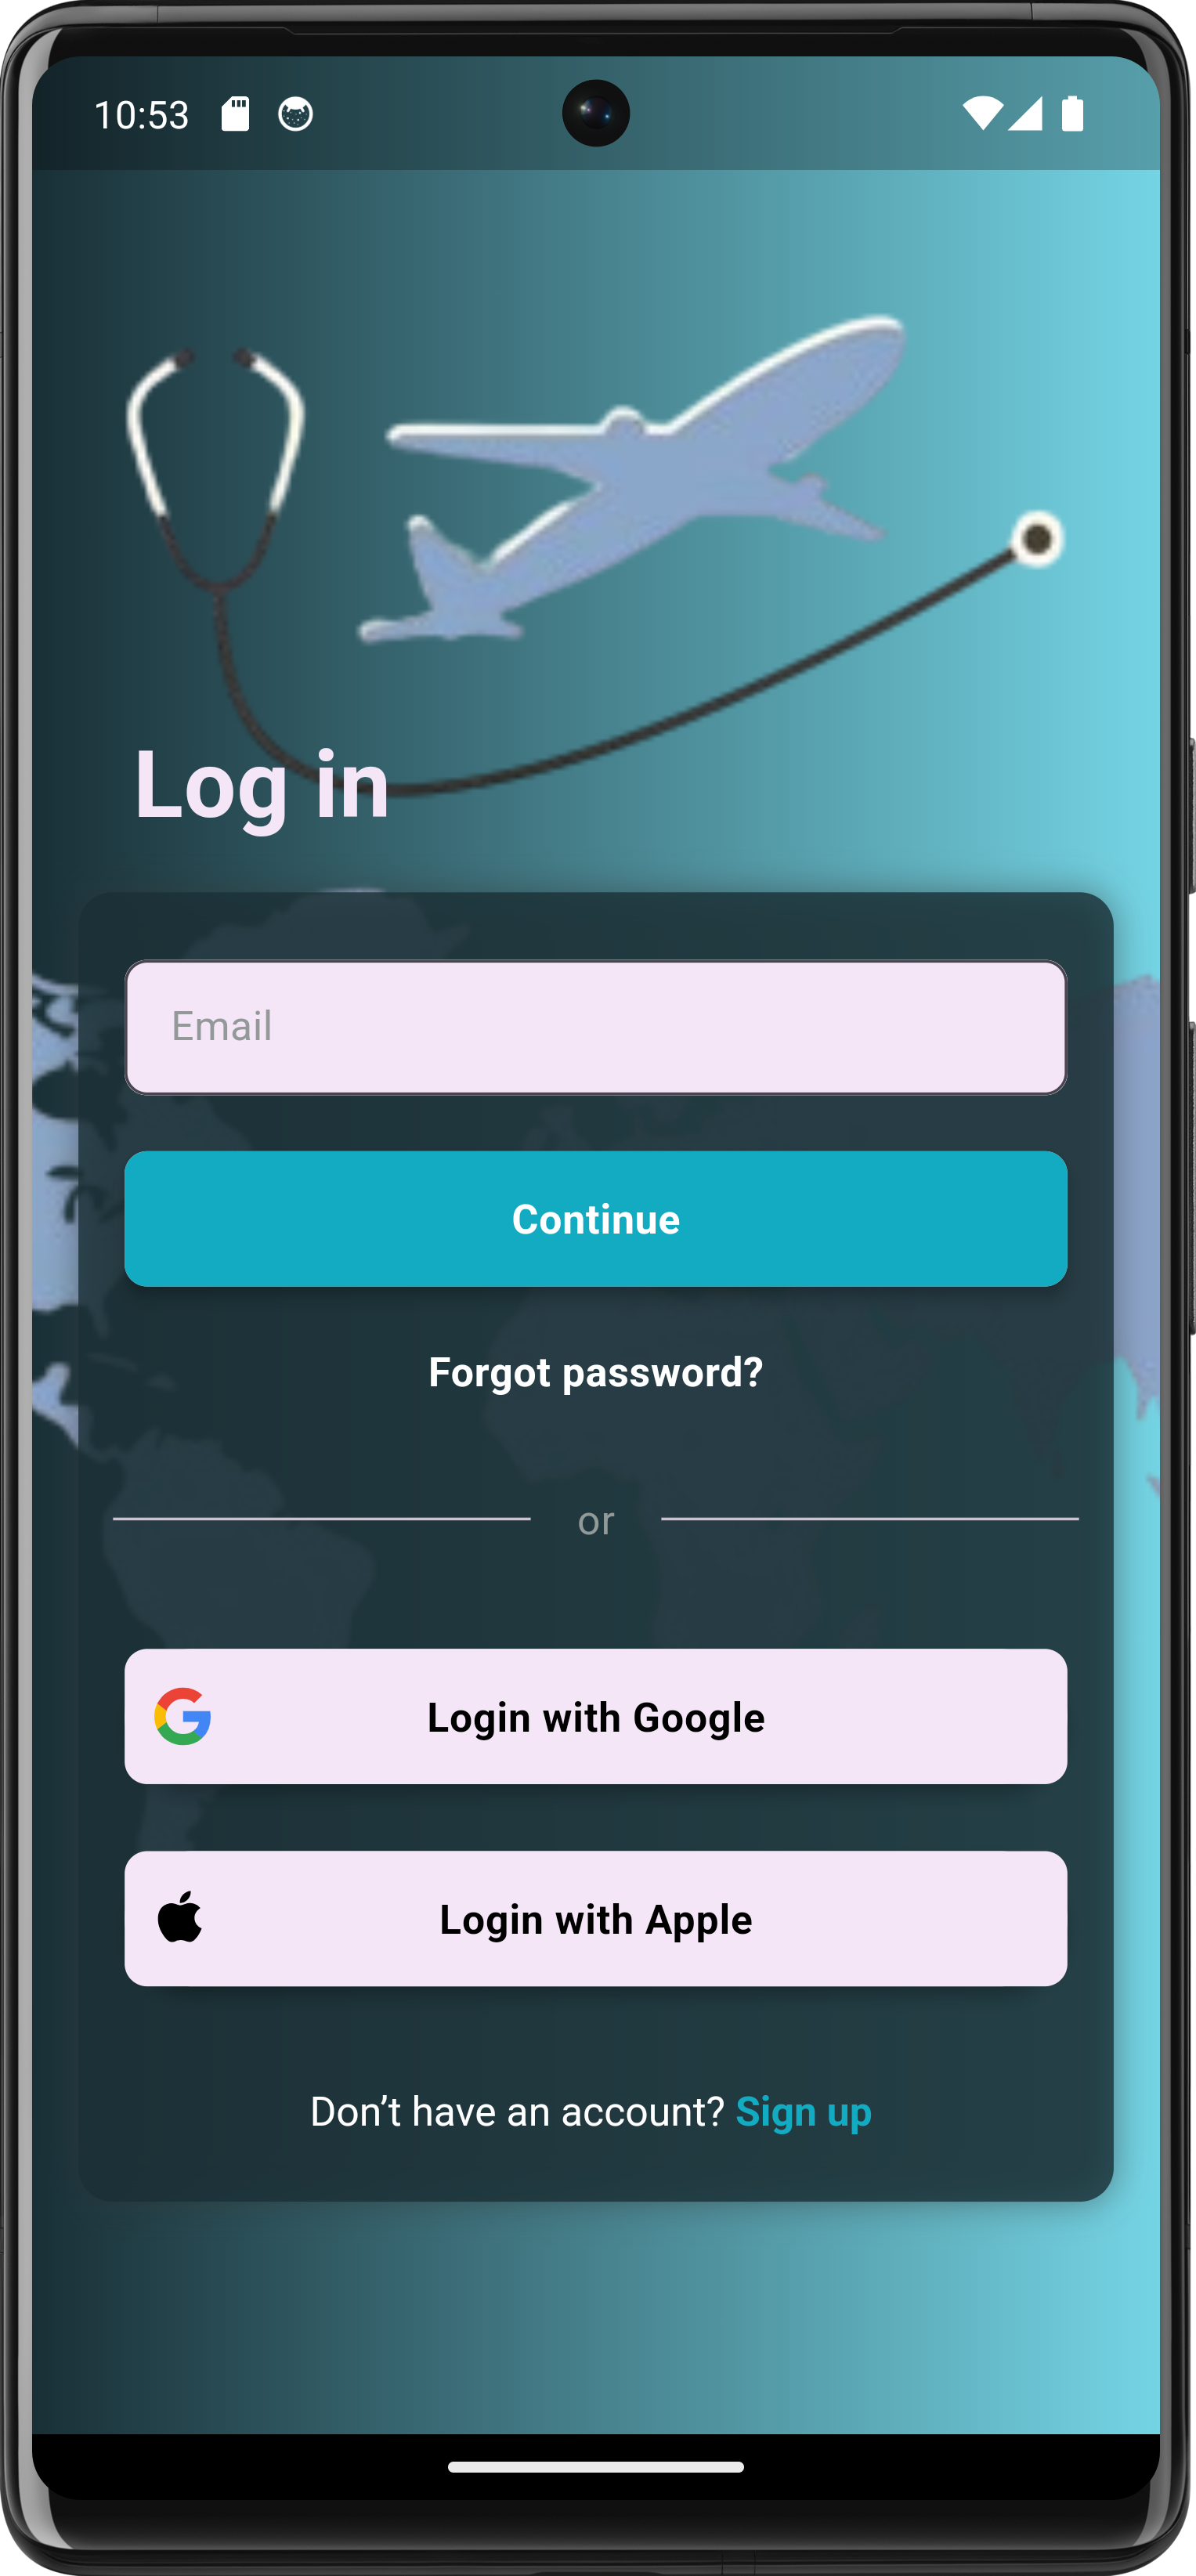 10:53
Log in
Email
Continue
Forgot password?
or
Login with Google
Login with Apple
Don’t have an account? Sign up